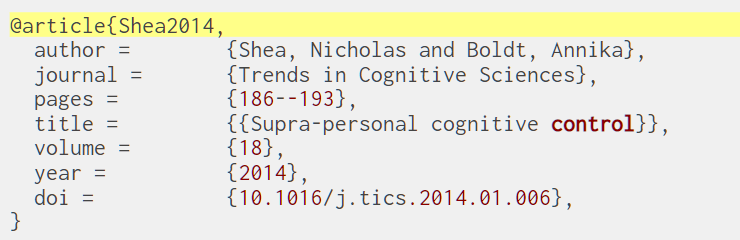 @article{Shea2014,
author = {Shea, Nicholas and Boldt, Annika},
journal = {Trends in Cognitive Sciences},
pages = {186--193},
title = {{Supra-personal cognitive control}},
volume = {18},
year = {2014},
doi = {10.1016/j.tics.2014.01.006},
}